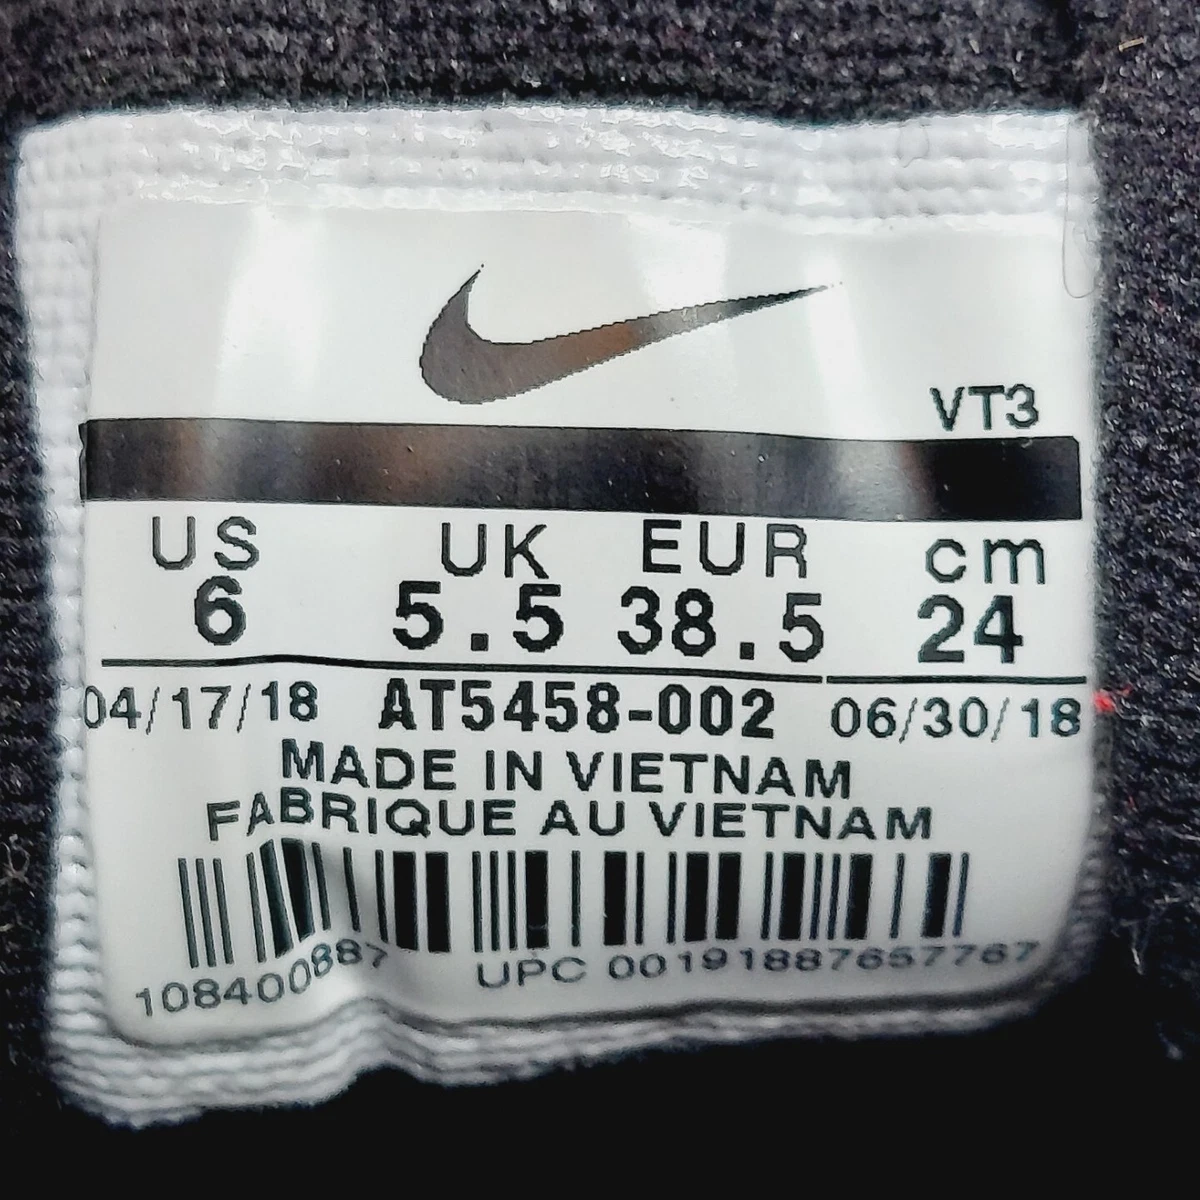 VT3
US UK EUR cm
6 5.5 38.5 24
04/17/18 AT5458-002 06/30/18
MADE IN VIETNAM
FABRIQUE AU VIETNAM
108400887 UPC 00191887657767